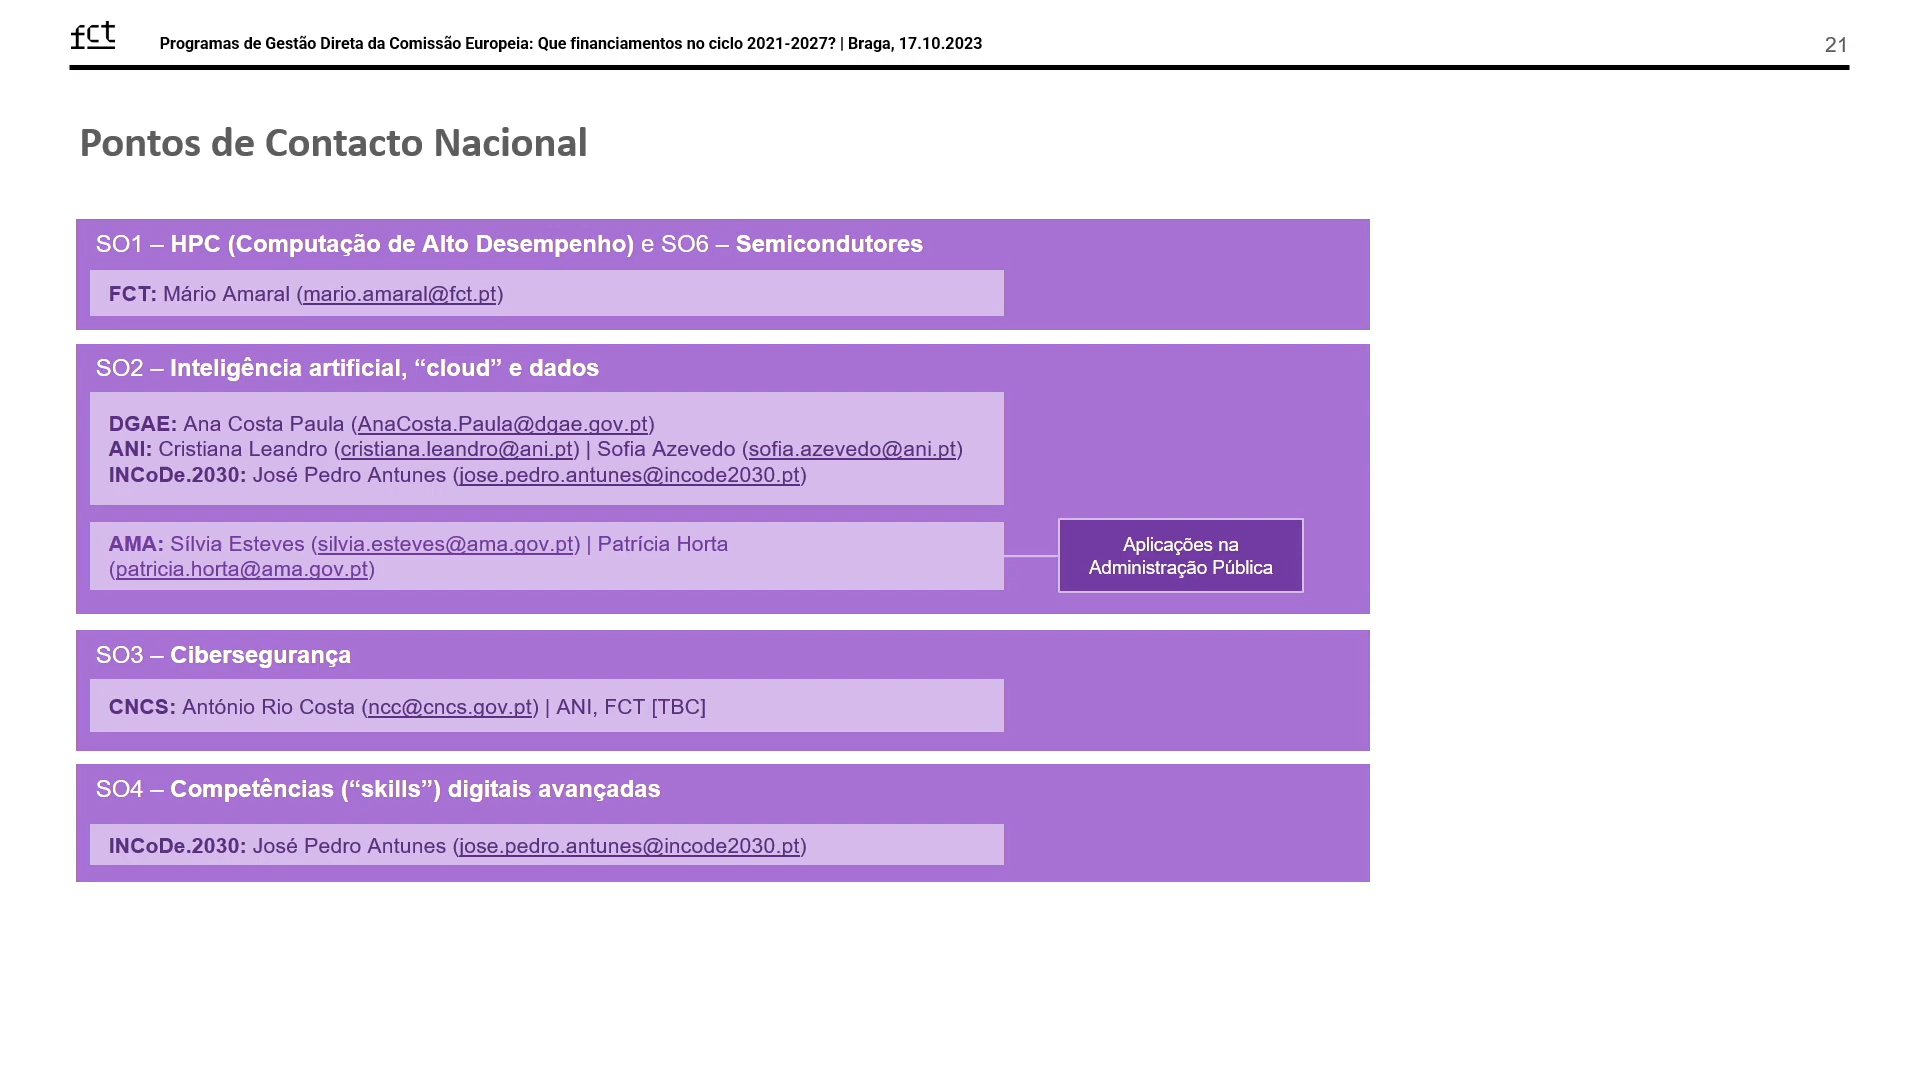 fct
Programas de Gestão Direta da Comissão Europeia: Que financiamentos no ciclo 2021-2027? | Braga, 17.10.2023
21
Pontos de Contacto Nacional
SO1 – HPC (Computação de Alto Desempenho) e SO6 – Semicondutores
FCT: Mário Amaral (mario.amaral@fct.pt)
SO2 – Inteligência artificial, “cloud” e dados
DGAE: Ana Costa Paula (AnaCosta.Paula@dgae.gov.pt)
ANI: Cristiana Leandro (cristiana.leandro@ani.pt) | Sofia Azevedo (sofia.azevedo@ani.pt)
INCoDe.2030: José Pedro Antunes (jose.pedro.antunes@incode2030.pt)
AMA: Sílvia Esteves (silvia.esteves@ama.gov.pt) | Patrícia Horta
(patricia.horta@ama.gov.pt)
Aplicações na
Administração Pública
SO3 – Cibersegurança
CNCS: António Rio Costa (ncc@cncs.gov.pt) | ANI, FCT [TBC]
SO4 – Competências (“skills”) digitais avançadas
INCoDe.2030: José Pedro Antunes (jose.pedro.antunes@incode2030.pt)